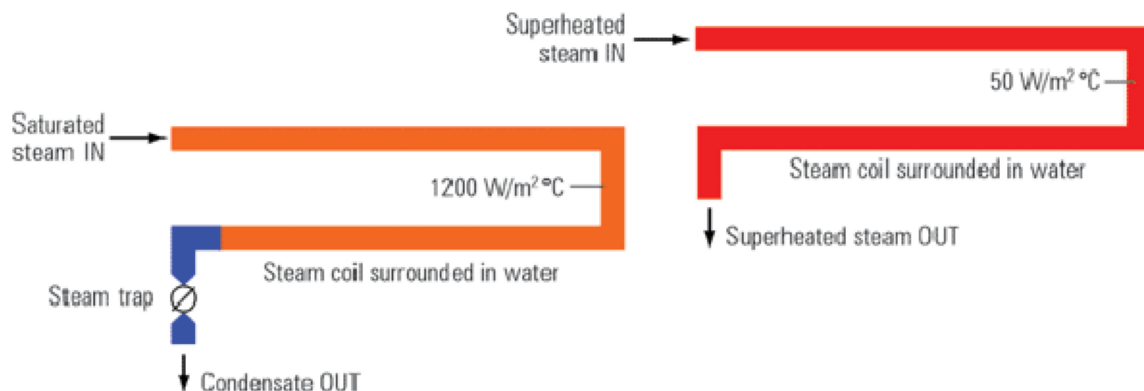 Saturated
steam IN
1200 W/m² °C
Steam coil surrounded in water
Steam trap
Condensate OUT
Superheated
steam IN
50 W/m² °C
Steam coil surrounded in water
Superheated steam OUT